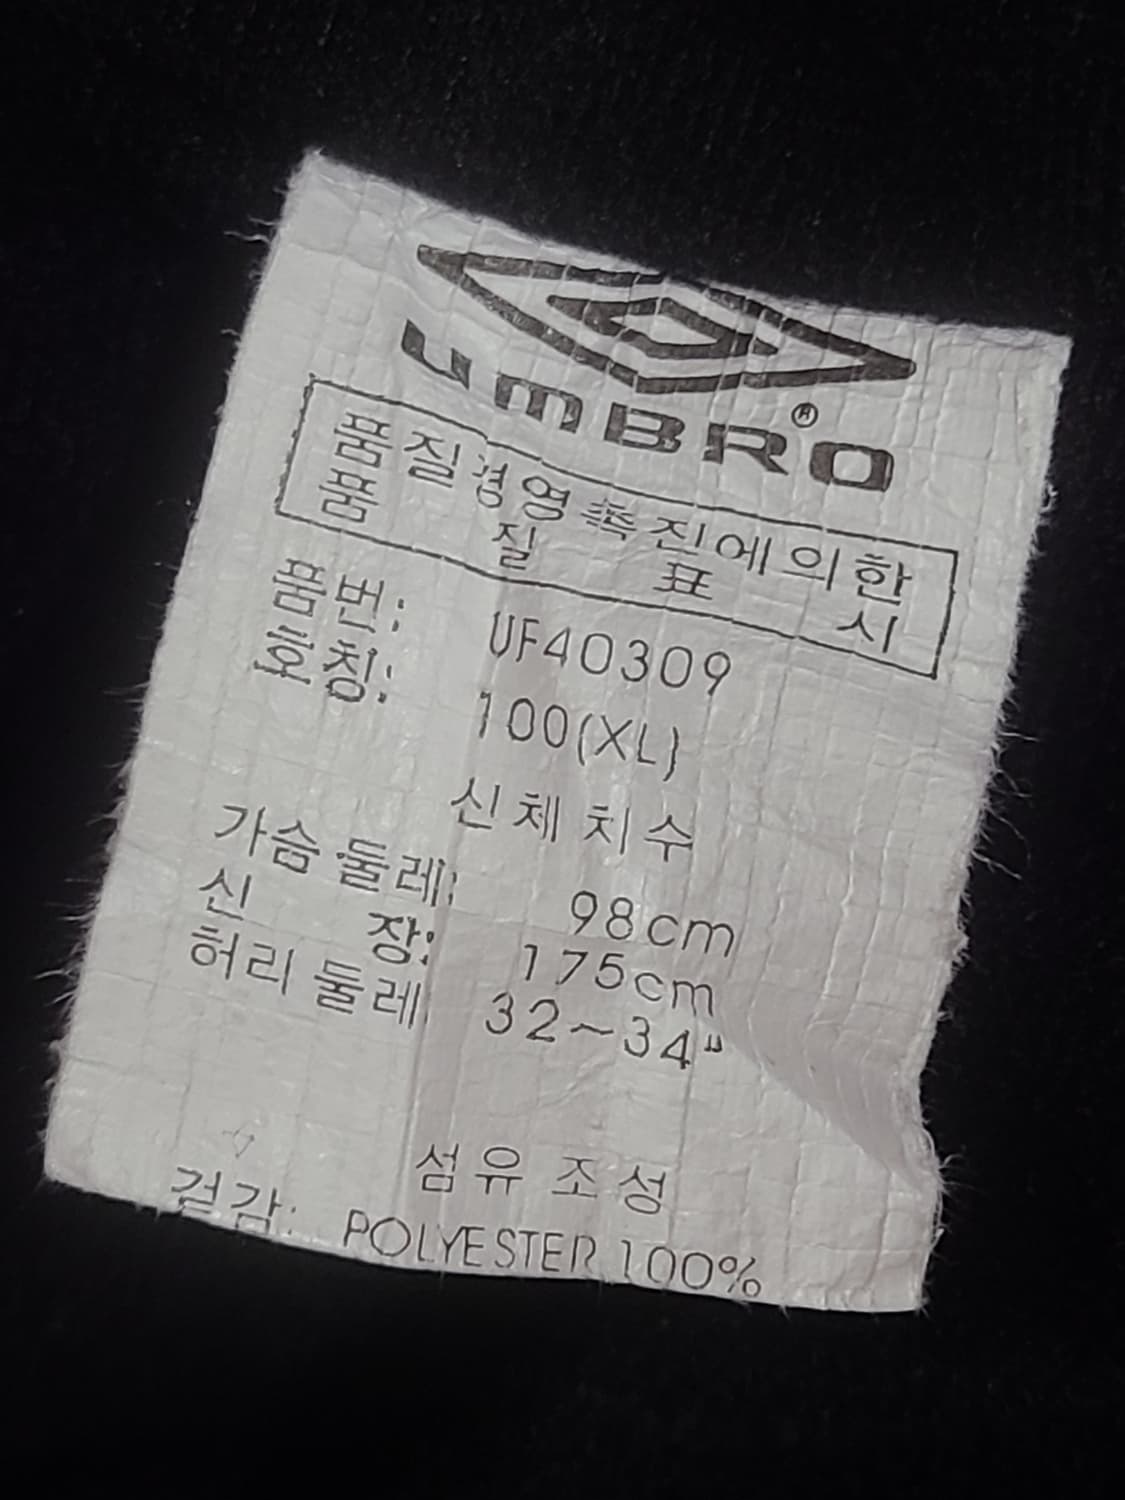 UMBRO®
품질경영촉진에의한
품 질 표 시
품번: UF40309
호칭: 100(XL)
신체 치수
가슴 둘레: 98cm
신 장: 175cm
허리 둘레 32~34"
섬유 조성
겉감: POLYESTER 100%